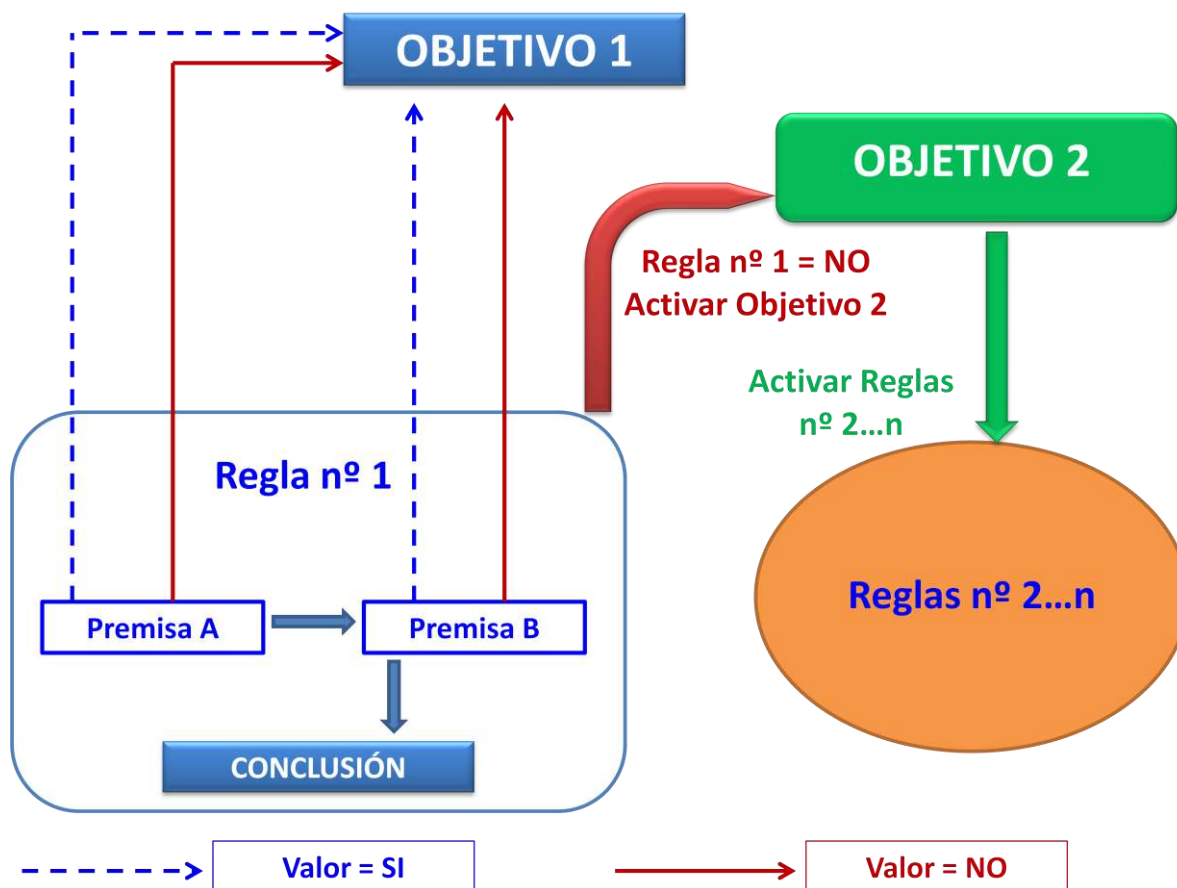 OBJETIVO 1
OBJETIVO 2
Regla nº 1 = NO
Activar Objetivo 2
Activar Reglas
nº 2...n
Regla nº 1
Premisa A
Premisa B
CONCLUSIÓN
Reglas nº 2...n
Valor = SI
Valor = NO